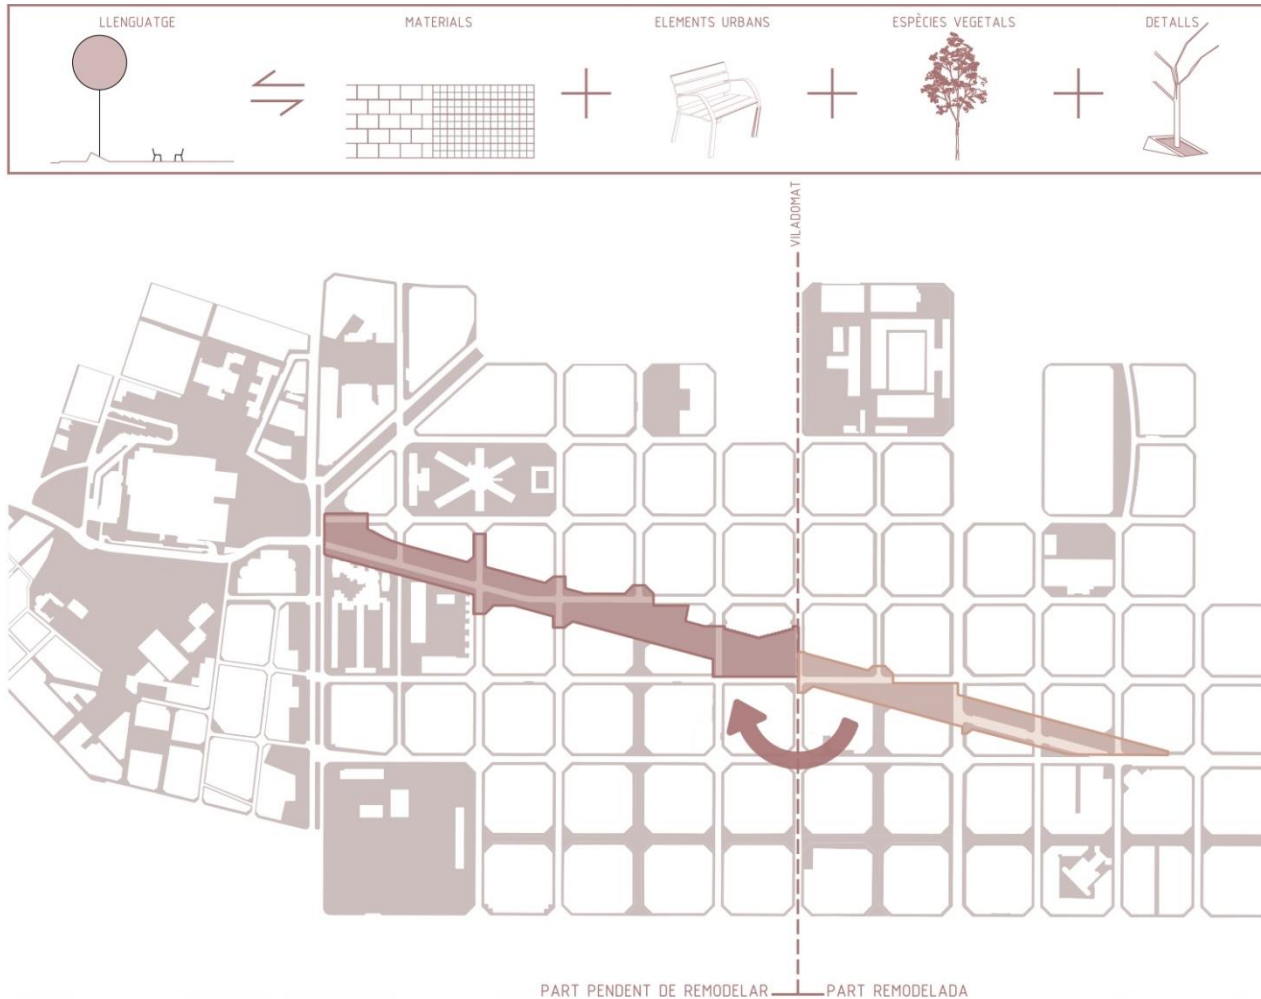 LLENGUATGE
MATERIALS
ELEMENTS URBANS
ESPÈCIES VEGETALS
DETALLS
VILADOMAT
PART PENDENT DE REMODELAR
PART REMODELADA